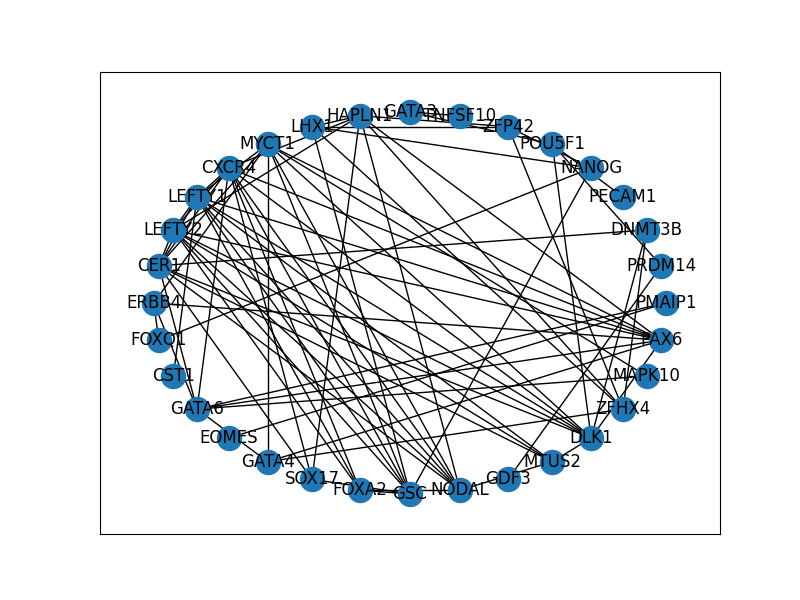 GATA3
HAPLN1
TNFSF10
LHX1
ZFP42
MYCT1
POU5F1
CXCR4
NANOG
LEFTY1
PECAM1
LEFTY2
DNMT3B
CER1
PRDM14
ERBB4
PMAIP1
FOXQ1
PAX6
CST1
MAPK10
GATA6
ZFHX4
EOMES
DLK1
GATA4
MTUS2
SOX17
GDF3
FOXA2
NODAL
GSC